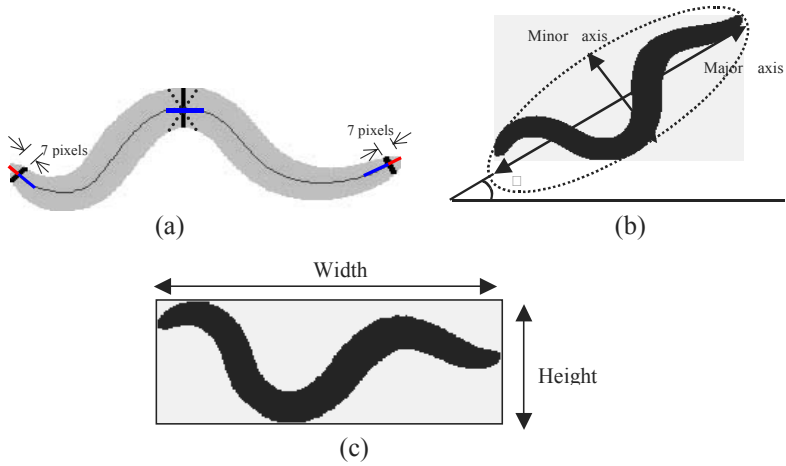 7 pixels
7 pixels
(a)
Minor axis
Major axis
(b)
Width
Height
(c)